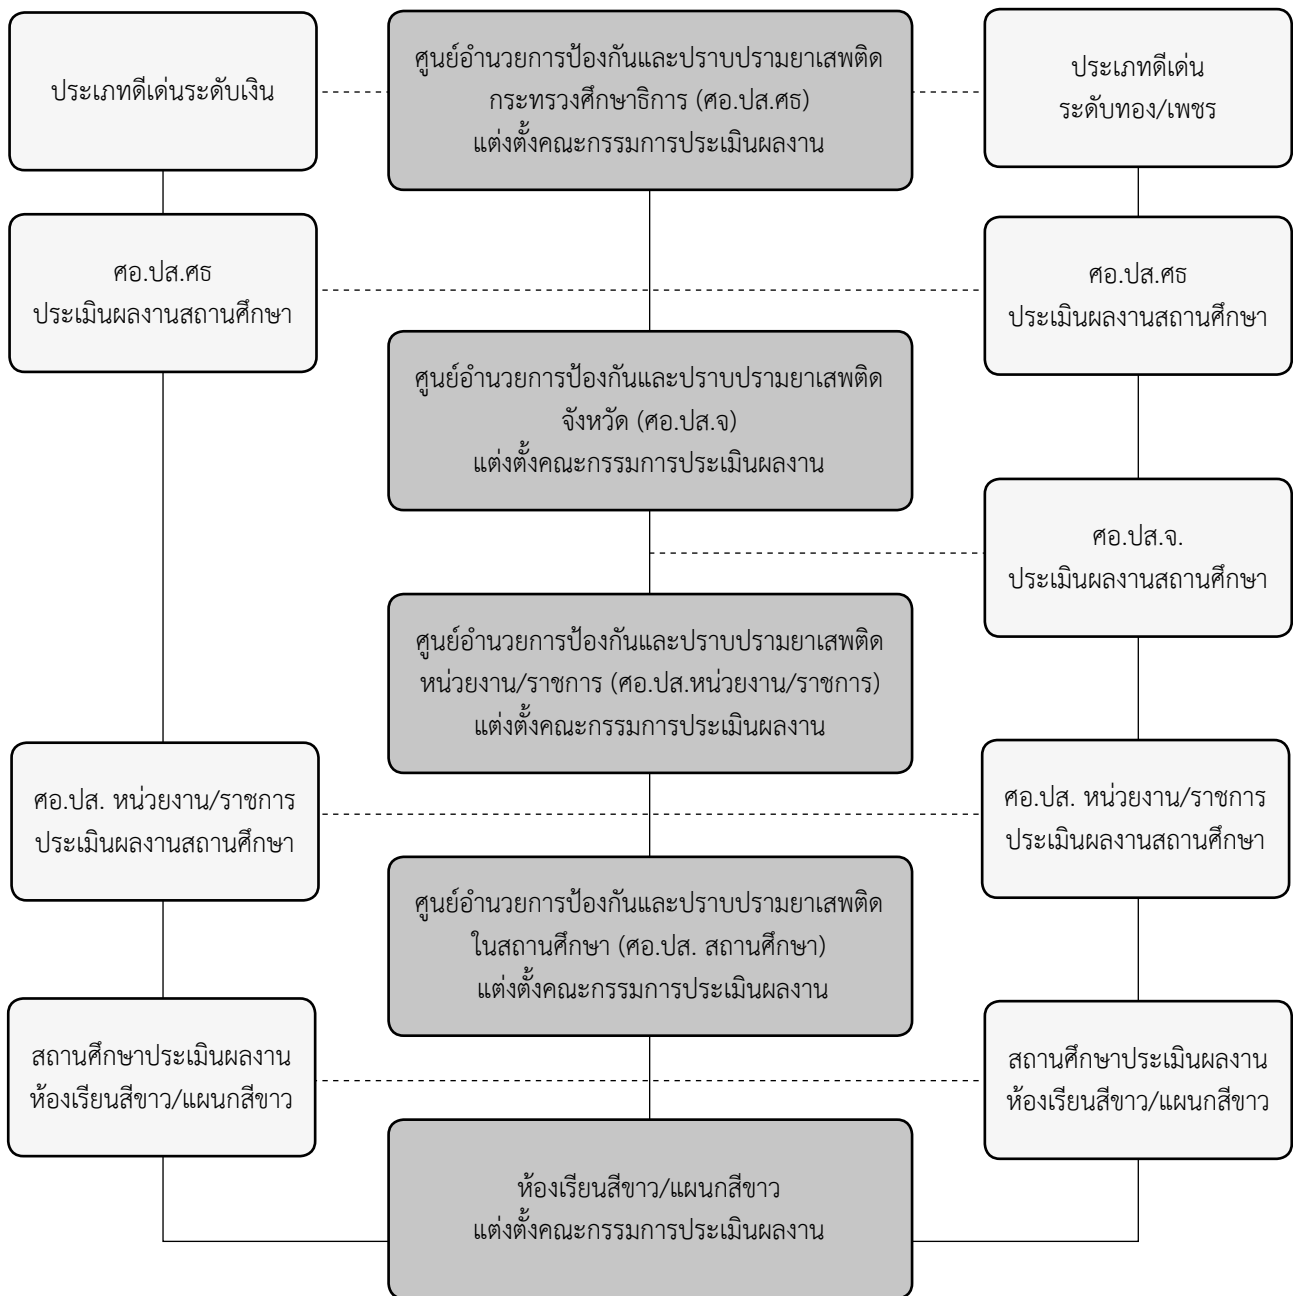 ประเภทดีเด่นระดับเงิน
ศูนย์อำนวยการป้องกันและปราบปรามยาเสพติด
กระทรวงศึกษาธิการ (ศอ.ปส.ศธ)
แต่งตั้งคณะกรรมการประเมินผลงาน
ประเภทดีเด่น
ระดับทอง/เพชร
ศอ.ปส.ศธ
ประเมินผลงานสถานศึกษา
ศอ.ปส.ศธ
ประเมินผลงานสถานศึกษา
ศูนย์อำนวยการป้องกันและปราบปรามยาเสพติด
จังหวัด (ศอ.ปส.จ)
แต่งตั้งคณะกรรมการประเมินผลงาน
ศอ.ปส.จ.
ประเมินผลงานสถานศึกษา
ศูนย์อำนวยการป้องกันและปราบปรามยาเสพติด
หน่วยงาน/ราชการ (ศอ.ปส.หน่วยงาน/ราชการ)
แต่งตั้งคณะกรรมการประเมินผลงาน
ศอ.ปส. หน่วยงาน/ราชการ
ประเมินผลงานสถานศึกษา
ศอ.ปส. หน่วยงาน/ราชการ
ประเมินผลงานสถานศึกษา
ศูนย์อำนวยการป้องกันและปราบปรามยาเสพติด
ในสถานศึกษา (ศอ.ปส. สถานศึกษา)
แต่งตั้งคณะกรรมการประเมินผลงาน
สถานศึกษาประเมินผลงาน
ห้องเรียนสีขาว/แผนกสีขาว
สถานศึกษาประเมินผลงาน
ห้องเรียนสีขาว/แผนกสีขาว
ห้องเรียนสีขาว/แผนกสีขาว
แต่งตั้งคณะกรรมการประเมินผลงาน